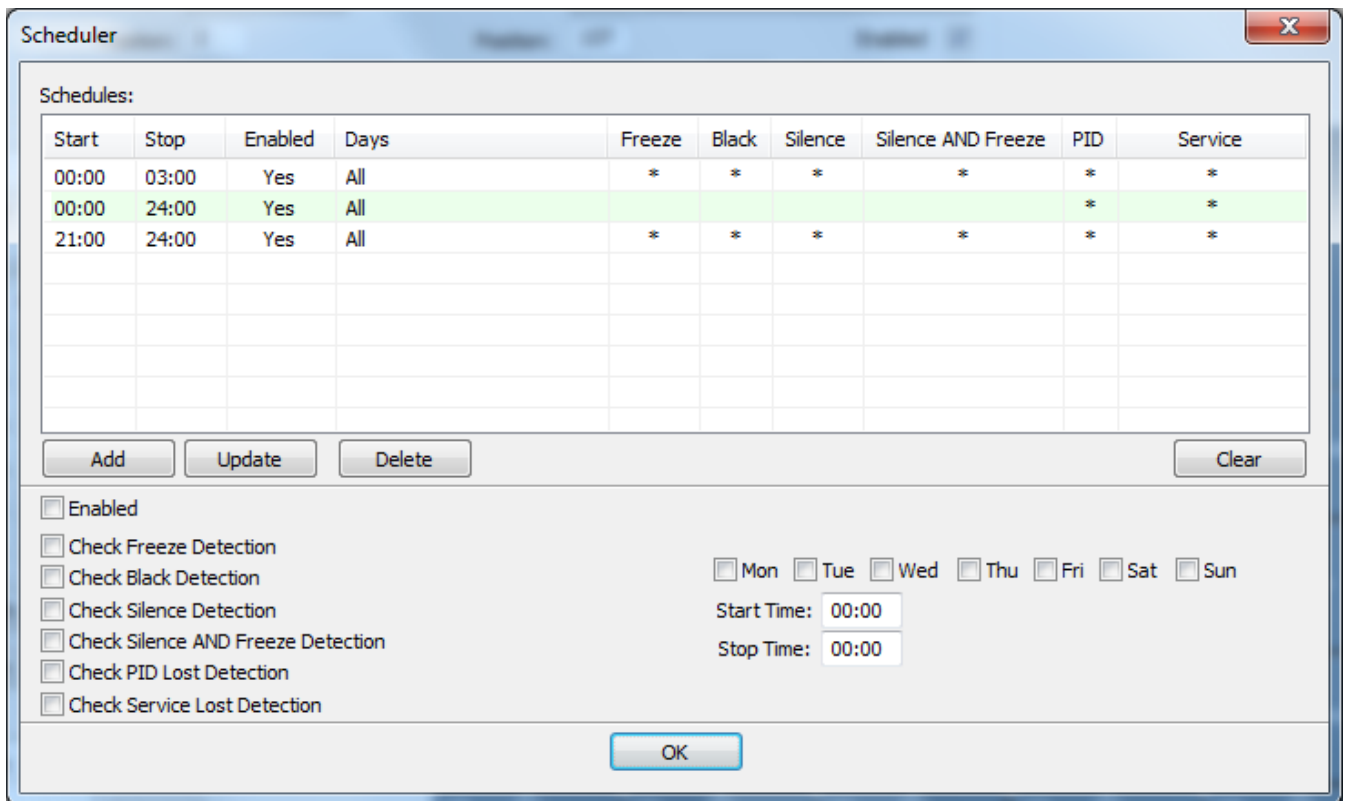 Scheduler
Schedules:
Start Stop Enabled Days Freeze Black Silence Silence AND Freeze PID Service
00:00 03:00 Yes All * * * * * *
00:00 24:00 Yes All * *
21:00 24:00 Yes All * * * * * *
Add Update Delete Clear
Enabled
Check Freeze Detection
Check Black Detection
Mon Tue Wed Thu Fri Sat Sun
Check Silence Detection
Start Time: 00:00
Check Silence AND Freeze Detection
Stop Time: 00:00
Check PID Lost Detection
Check Service Lost Detection
OK